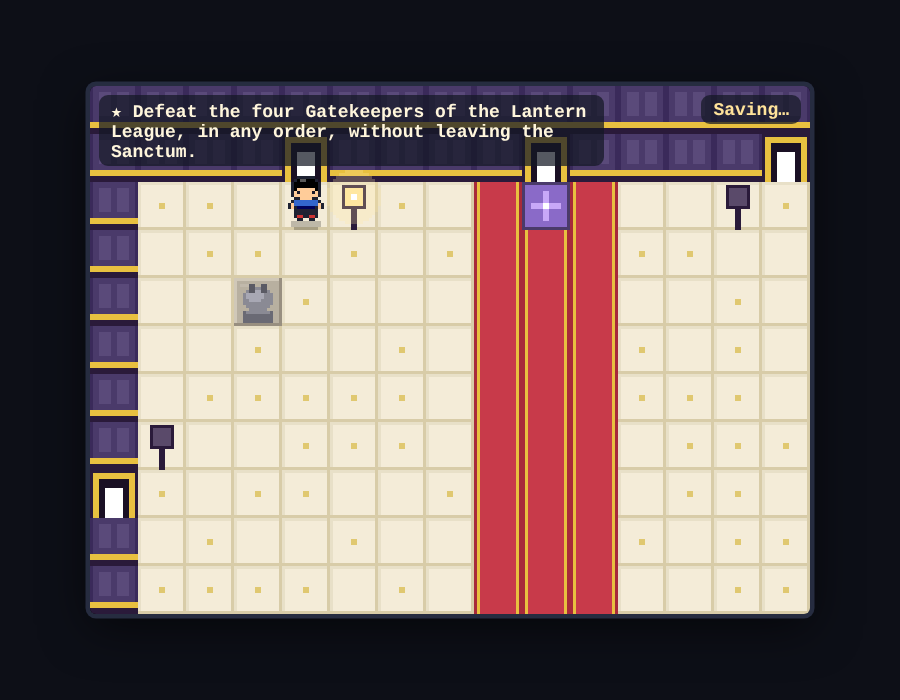 ★ Defeat the four Gatekeepers of the Lantern
League, in any order, without leaving the
Sanctum.
Saving…